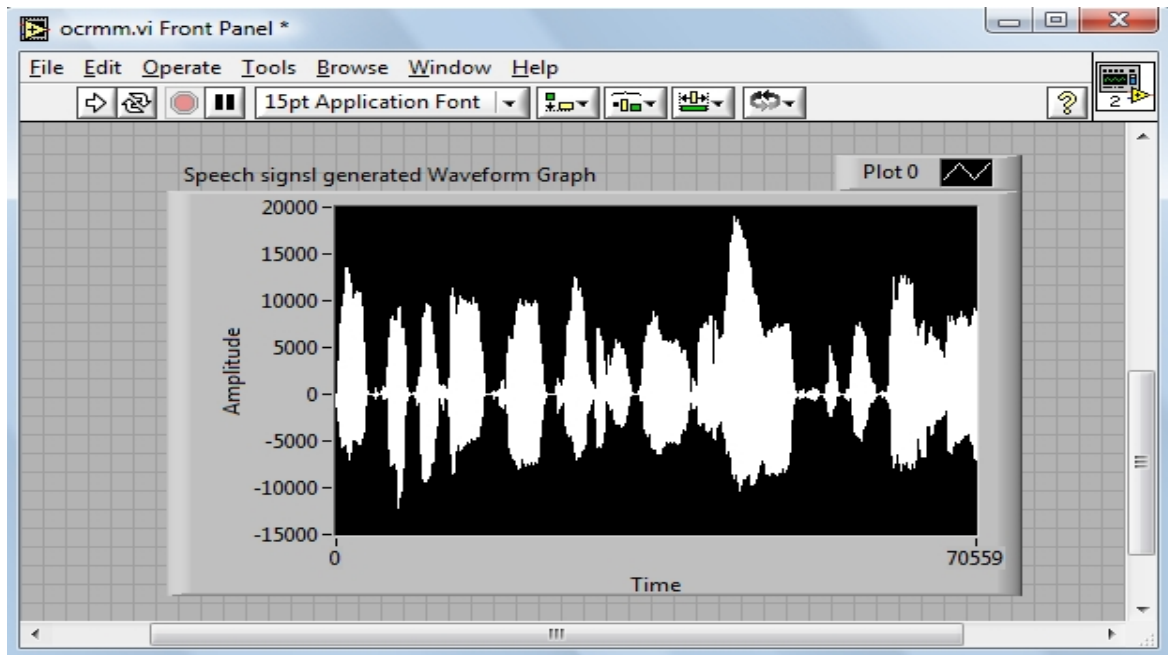 ocrmm.vi Front Panel *
File Edit Operate Tools Browse Window Help
15pt Application Font
2
Speech signsl generated Waveform Graph
Plot 0
20000
15000
10000
5000
0
-5000
-10000
-15000
Amplitude
0 70559
Time